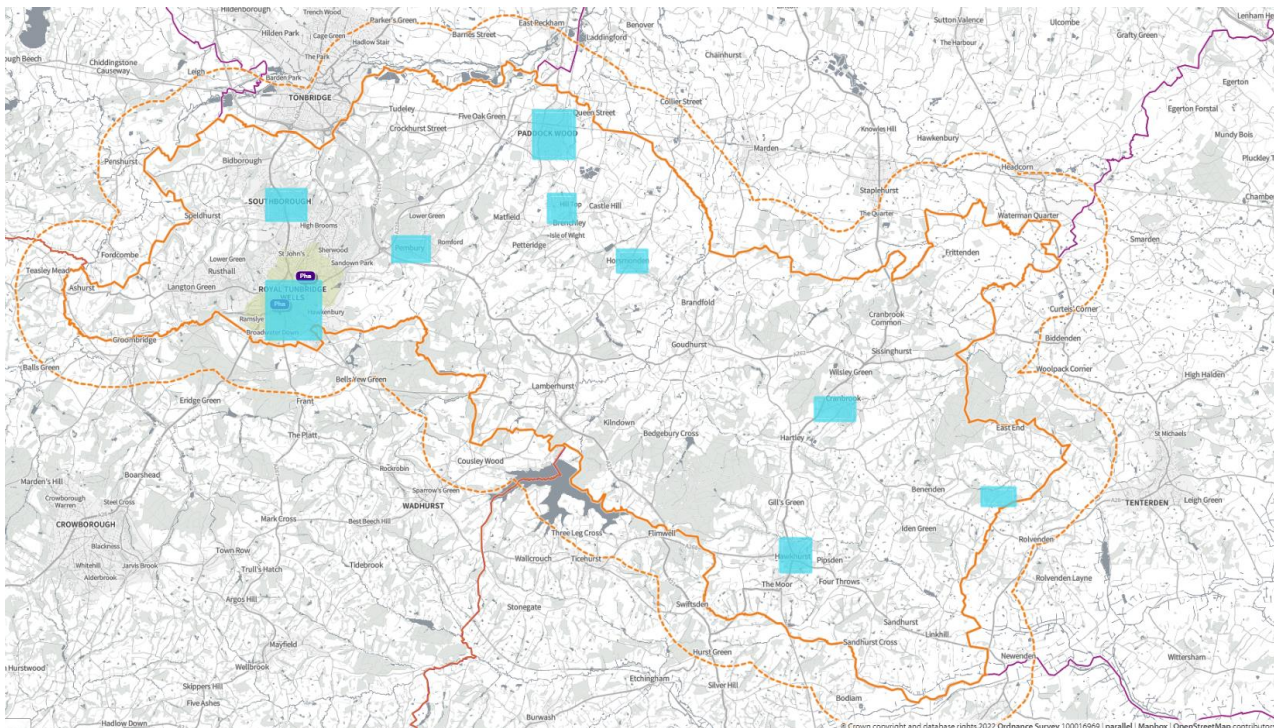 Hildenborough
Trench Wood
Parker's Green
East Peckham
Benover
Sutton Valence
Ulcombe
Lenham He
Hilden Park
Cage Green
Hadlow Stair
Barnes Street
Laddingford
Grafty Green
The Harbour
ough Beech
Chiddingstone
Causeway
The Park
Chainhurst
Leigh
Barden Park
Egerton
TONBRIDGE
Tudeley
Collier Street
Five Oak Green
Queen Street
Egerton Forstal
Crockhurst Street
PADDOCK WOOD
Knowles Hill
Hawkenbury
Mundy Bois
Marden
Penshurst
Bidborough
Headcorn
Pluckley T
Staplehurst
SOUTHBOROUGH
Hill Top
Castle Hill
Chambe
Speldhurst
Lower Green
Matfield
Brenchley
The Quarter
Waterman Quarter
High Brooms
Isle of Wight
Smarden
Pembury
Romford
Petteridge
Sherwood
St John's
Fordcombe
Lower Green
Sandown Park
Horsmonden
Frittenden
Teasley Mead
Rusthall
Pha
Ashurst
Langton Green
ROYAL TUNBRIDGE
WELLS
Pha
Brandfold
Curteis' Corner
Ramslye
Hawkenbury
Cranbrook
Common
Broadwater Down
Groombridge
Goudhurst
Sissinghurst
Biddenden
Balls Green
Bells Yew Green
Wilsley Green
Woolpack Corner
High Halden
Lamberhurst
Eridge Green
Frant
Cranbrook
Kilndown
East End
The Platt
Bedgebury Cross
Hartley
St Michaels
Cousley Wood
Rockrobin
Boarshead
Marden's Hill
Sparrow's Green
Benenden
Crowborough
Warren
Steel Cross
WADHURST
Gill's Green
TENTERDEN
Leigh Green
CROWBOROUGH
Mark Cross
Best Beech Hill
Iden Green
Three Leg Cross
Flimwell
Rolvenden
Blackness
Town Row
Whitehill
Jarvis Brook
Wallcrouch
Ticehurst
Hawkhurst
Pipsden
Tidebrook
Trull's Hatch
Alderbrook
Rolvenden Layne
The Moor
Four Throws
Argos Hill
Stonegate
Swiftsden
Sandhurst
Linkhill
Mayfield
Sandhurst Cross
Hurst Green
Newenden
Wittersham
n Hurstwood
Wellbrook
Etchingham
Silver Hill
Skippers Hill
Bodiam
Five Ashes
Burwash
Hadlow Down
© Crown copyright and database rights 2022 Ordnance Survey 100016969 | parallel | Mapbox | OpenStreetMap contributors